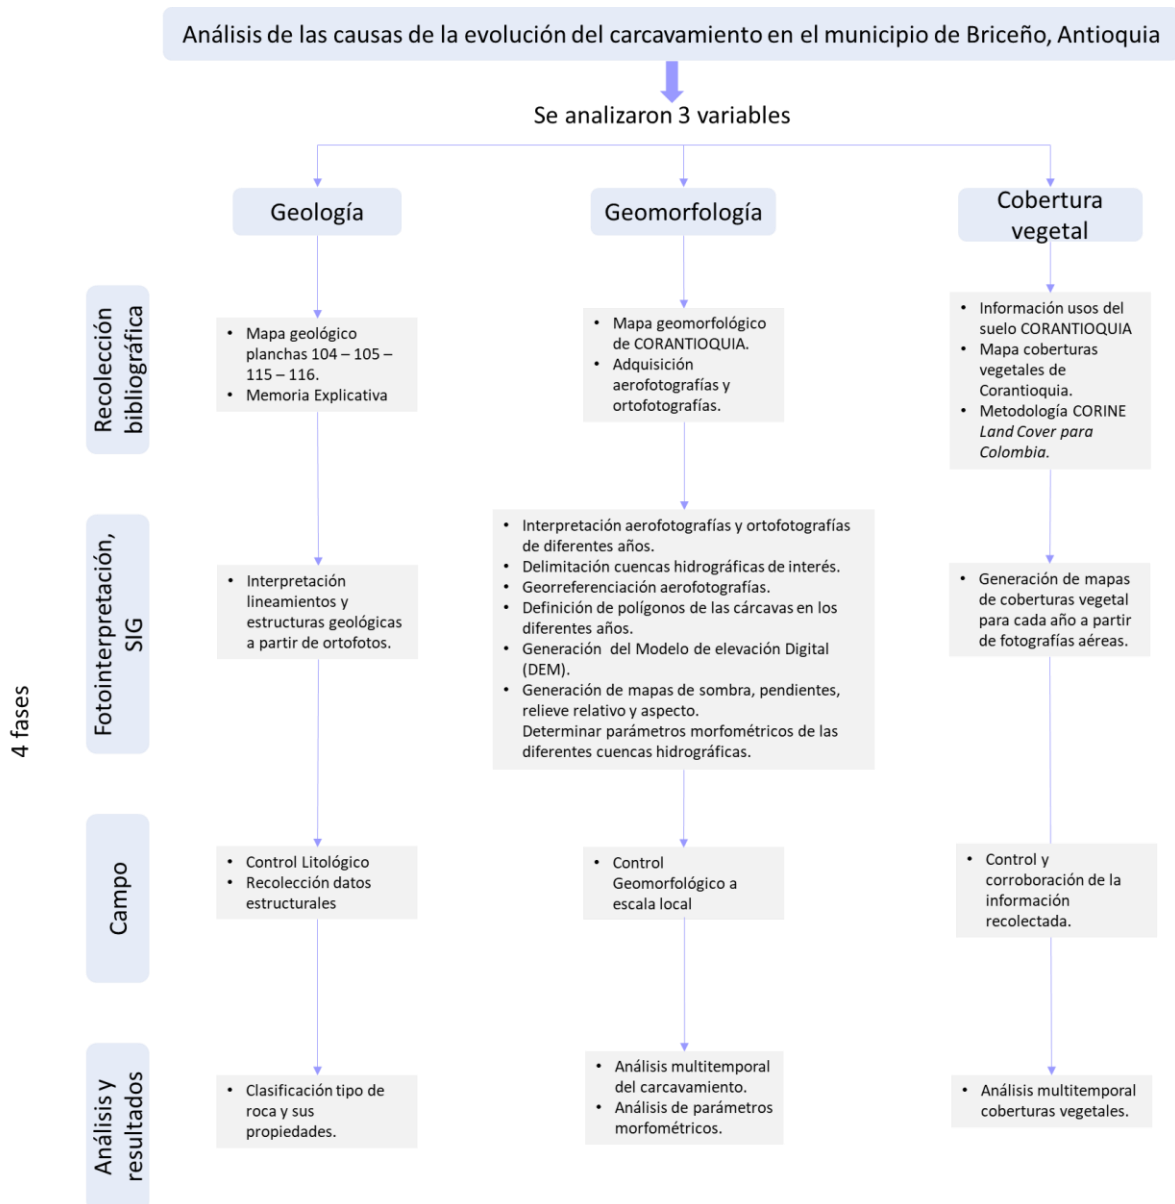 Análisis de las causas de la evolución del carcavamiento en el municipio de Briceño, Antioquia
Se analizaron 3 variables
Geología
Geomorfología
Cobertura
vegetal
4 fases
Recolección
bibliográfica
• Mapa geológico
planchas 104 – 105 –
115 – 116.
• Memoria Explicativa
• Mapa geomorfológico
de CORANTIOQUIA.
• Adquisición
aerofotografías y
ortofotografías.
• Información usos del
suelo CORANTIOQUIA
• Mapa coberturas
vegetales de
Corantioquia.
• Metodología CORINE
Land Cover para
Colombia.
Fotointerpretación,
SIG
• Interpretación
lineamientos y
estructuras geológicas
a partir de ortofotos.
• Interpretación aerofotografías y ortofotografías
de diferentes años.
• Delimitación cuencas hidrográficas de interés.
• Georreferenciación aerofotografías.
• Definición de polígonos de las cárcavas en los
diferentes años.
• Generación del Modelo de elevación Digital
(DEM).
• Generación de mapas de sombra, pendientes,
relieve relativo y aspecto.
Determinar parámetros morfométricos de las
diferentes cuencas hidrográficas.
• Generación de mapas
de coberturas vegetal
para cada año a partir
de fotografías aéreas.
Campo
• Control Litológico
• Recolección datos
estructurales
• Control
Geomorfológico a
escala local
• Control y
corroboración de la
información
recolectada.
Análisis y
resultados
• Clasificación tipo de
roca y sus
propiedades.
• Análisis multitemporal
del carcavamiento.
• Análisis de parámetros
morfométricos.
• Análisis multitemporal
coberturas vegetales.